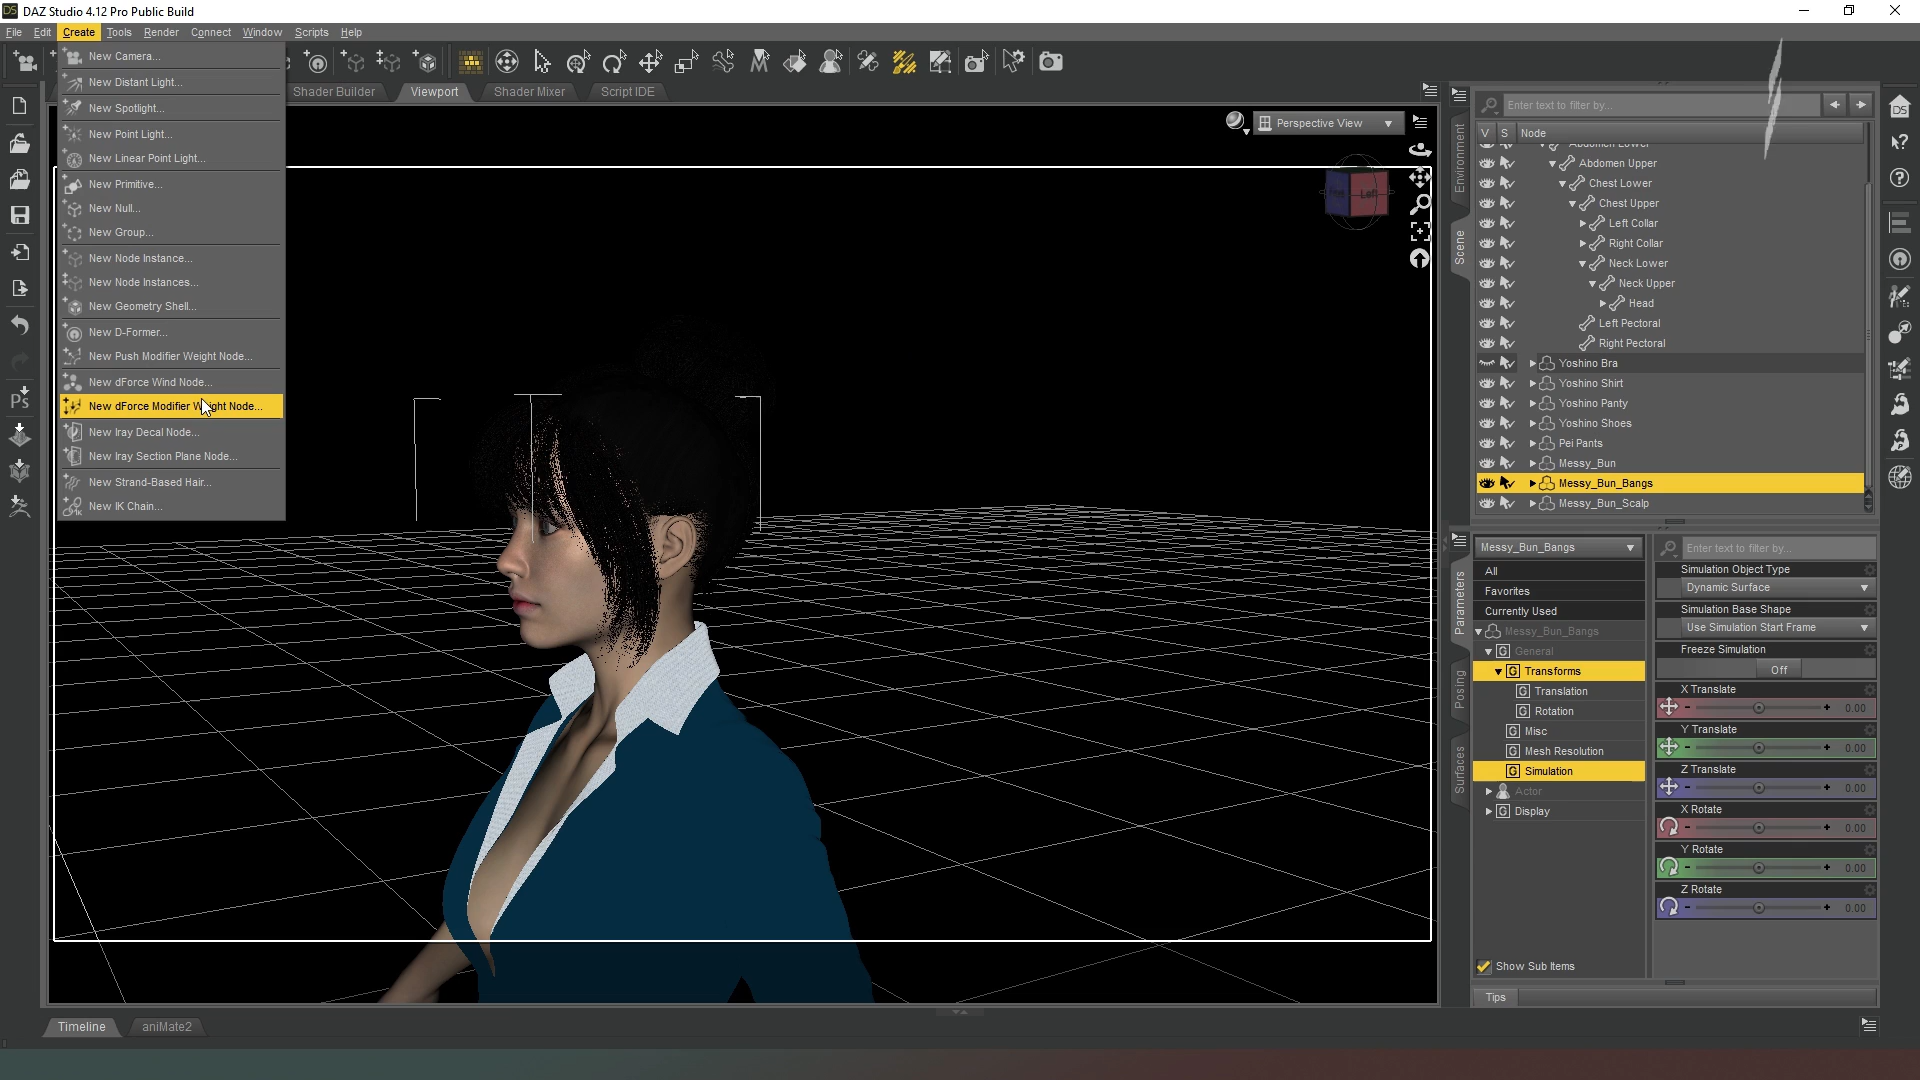 DAZ Studio 4.12 Pro Public Build
File Edit Create Tools Render Connect Window Scripts Help
New Camera...
New Distant Light...
New Spotlight...
New Point Light...
New Linear Point Light...
New Primitive...
New Null...
New Group...
New Node Instance...
New Node Instances...
New Geometry Shell...
New D-Former...
New Push Modifier Weight Node...
New dForce Wind Node...
New dForce Modifier Weight Node...
New Iray Decal Node...
New Iray Section Plane Node...
New Strand-Based Hair...
New IK Chain...
Shader Builder Viewport Shader Mixer Script IDE
Perspective View
Left
Environment
Scene
Enter text to filter by...
V S Node
Abdomen Lower
Abdomen Upper
Chest Lower
Chest Upper
Left Collar
Right Collar
Neck Lower
Neck Upper
Head
Left Pectoral
Right Pectoral
Yoshino Bra
Yoshino Shirt
Yoshino Panty
Yoshino Shoes
Pei Pants
Messy_Bun
Messy_Bun_Bangs
Messy_Bun_Scalp
Parameters
Posing
Surfaces
Messy_Bun_Bangs
All
Favorites
Currently Used
Messy_Bun_Bangs
General
Transforms
Translation
Rotation
Misc
Mesh Resolution
Simulation
Actor
Display
Show Sub Items
Enter text to filter by...
Simulation Object Type
Dynamic Surface
Simulation Base Shape
Use Simulation Start Frame
Freeze Simulation
Off
X Translate
0.00
Y Translate
0.00
Z Translate
0.00
X Rotate
0.00
Y Rotate
0.00
Z Rotate
0.00
Tips
Timeline aniMate2
Ps
DS